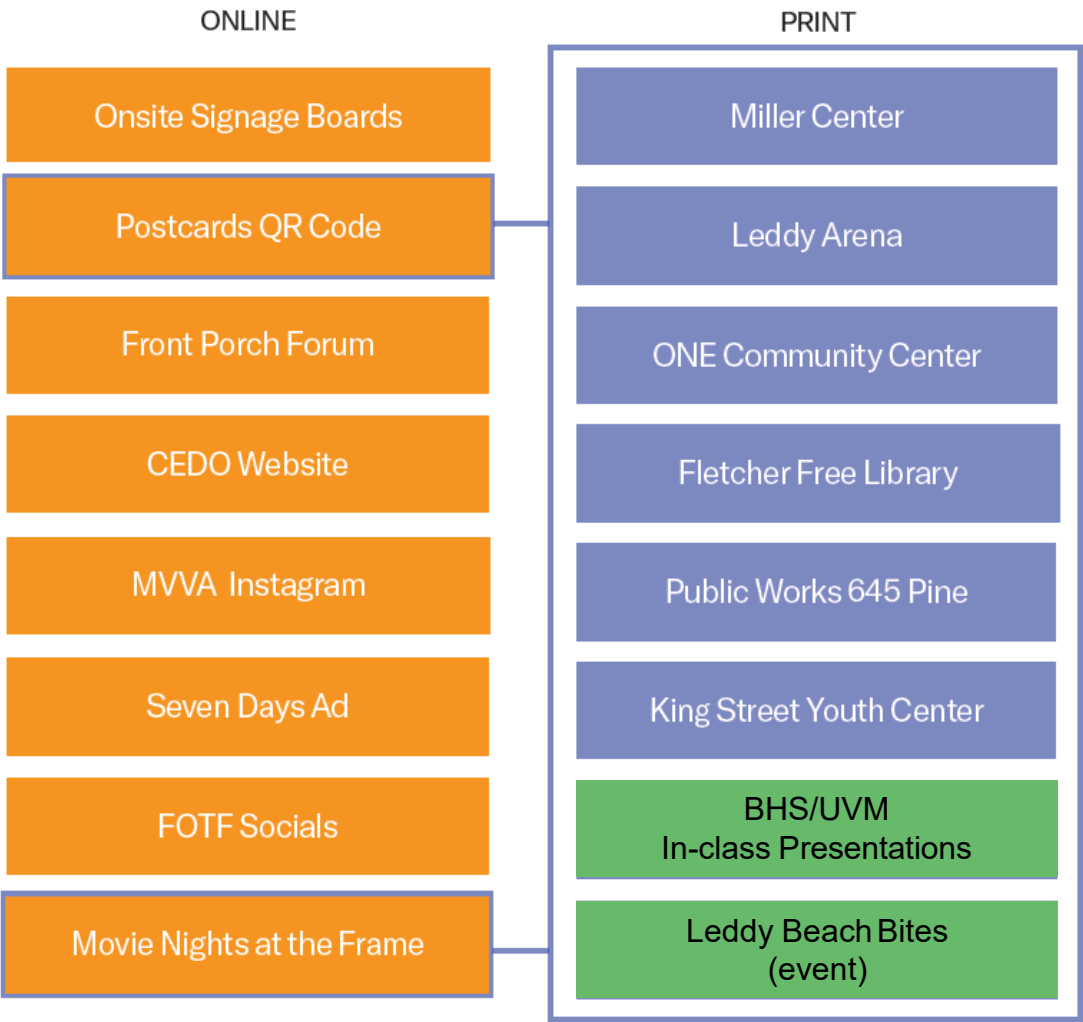 ONLINE
Onsite Signage Boards
Postcards QR Code
Front Porch Forum
CEDO Website
MVVA Instagram
Seven Days Ad
FOTF Socials
Movie Nights at the Frame
PRINT
Miller Center
Leddy Arena
ONE Community Center
Fletcher Free Library
Public Works 645 Pine
King Street Youth Center
BHS/UVM
In-class Presentations
Leddy Beach Bites
(event)